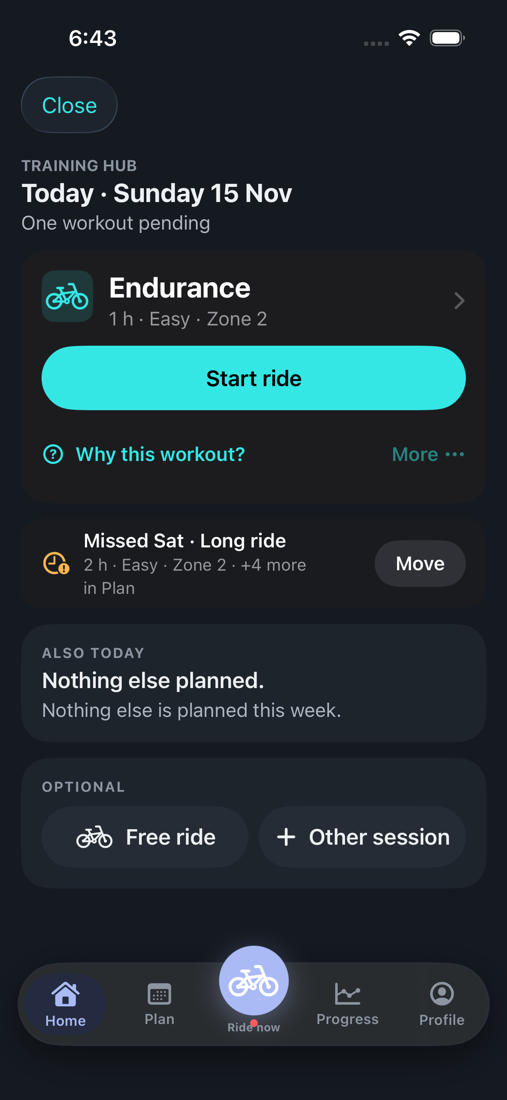 6:43
Close
TRAINING HUB
Today · Sunday 15 Nov
One workout pending
Endurance
1 h · Easy · Zone 2
Start ride
Why this workout?
More ···
Missed Sat · Long ride
2 h · Easy · Zone 2 · +4 more
in Plan
Move
ALSO TODAY
Nothing else planned.
Nothing else is planned this week.
OPTIONAL
Free ride
+ Other session
Home
Plan
Ride now
Progress
Profile